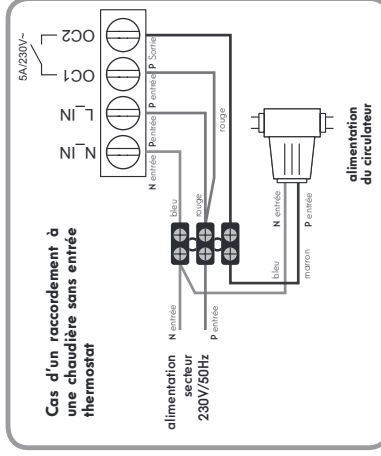 Cas d'un raccordement à
une chaudière sans entrée
thermostat
5A/230V~
N_IN
L_IN
OC1
OC2
N entrée
P entrée
P entrée
P Sortie
bleu
rouge
rouge
N entrée
P entrée
alimentation
secteur
230V/50Hz
bleu
marron
N entrée
P entrée
alimentation
du circulateur